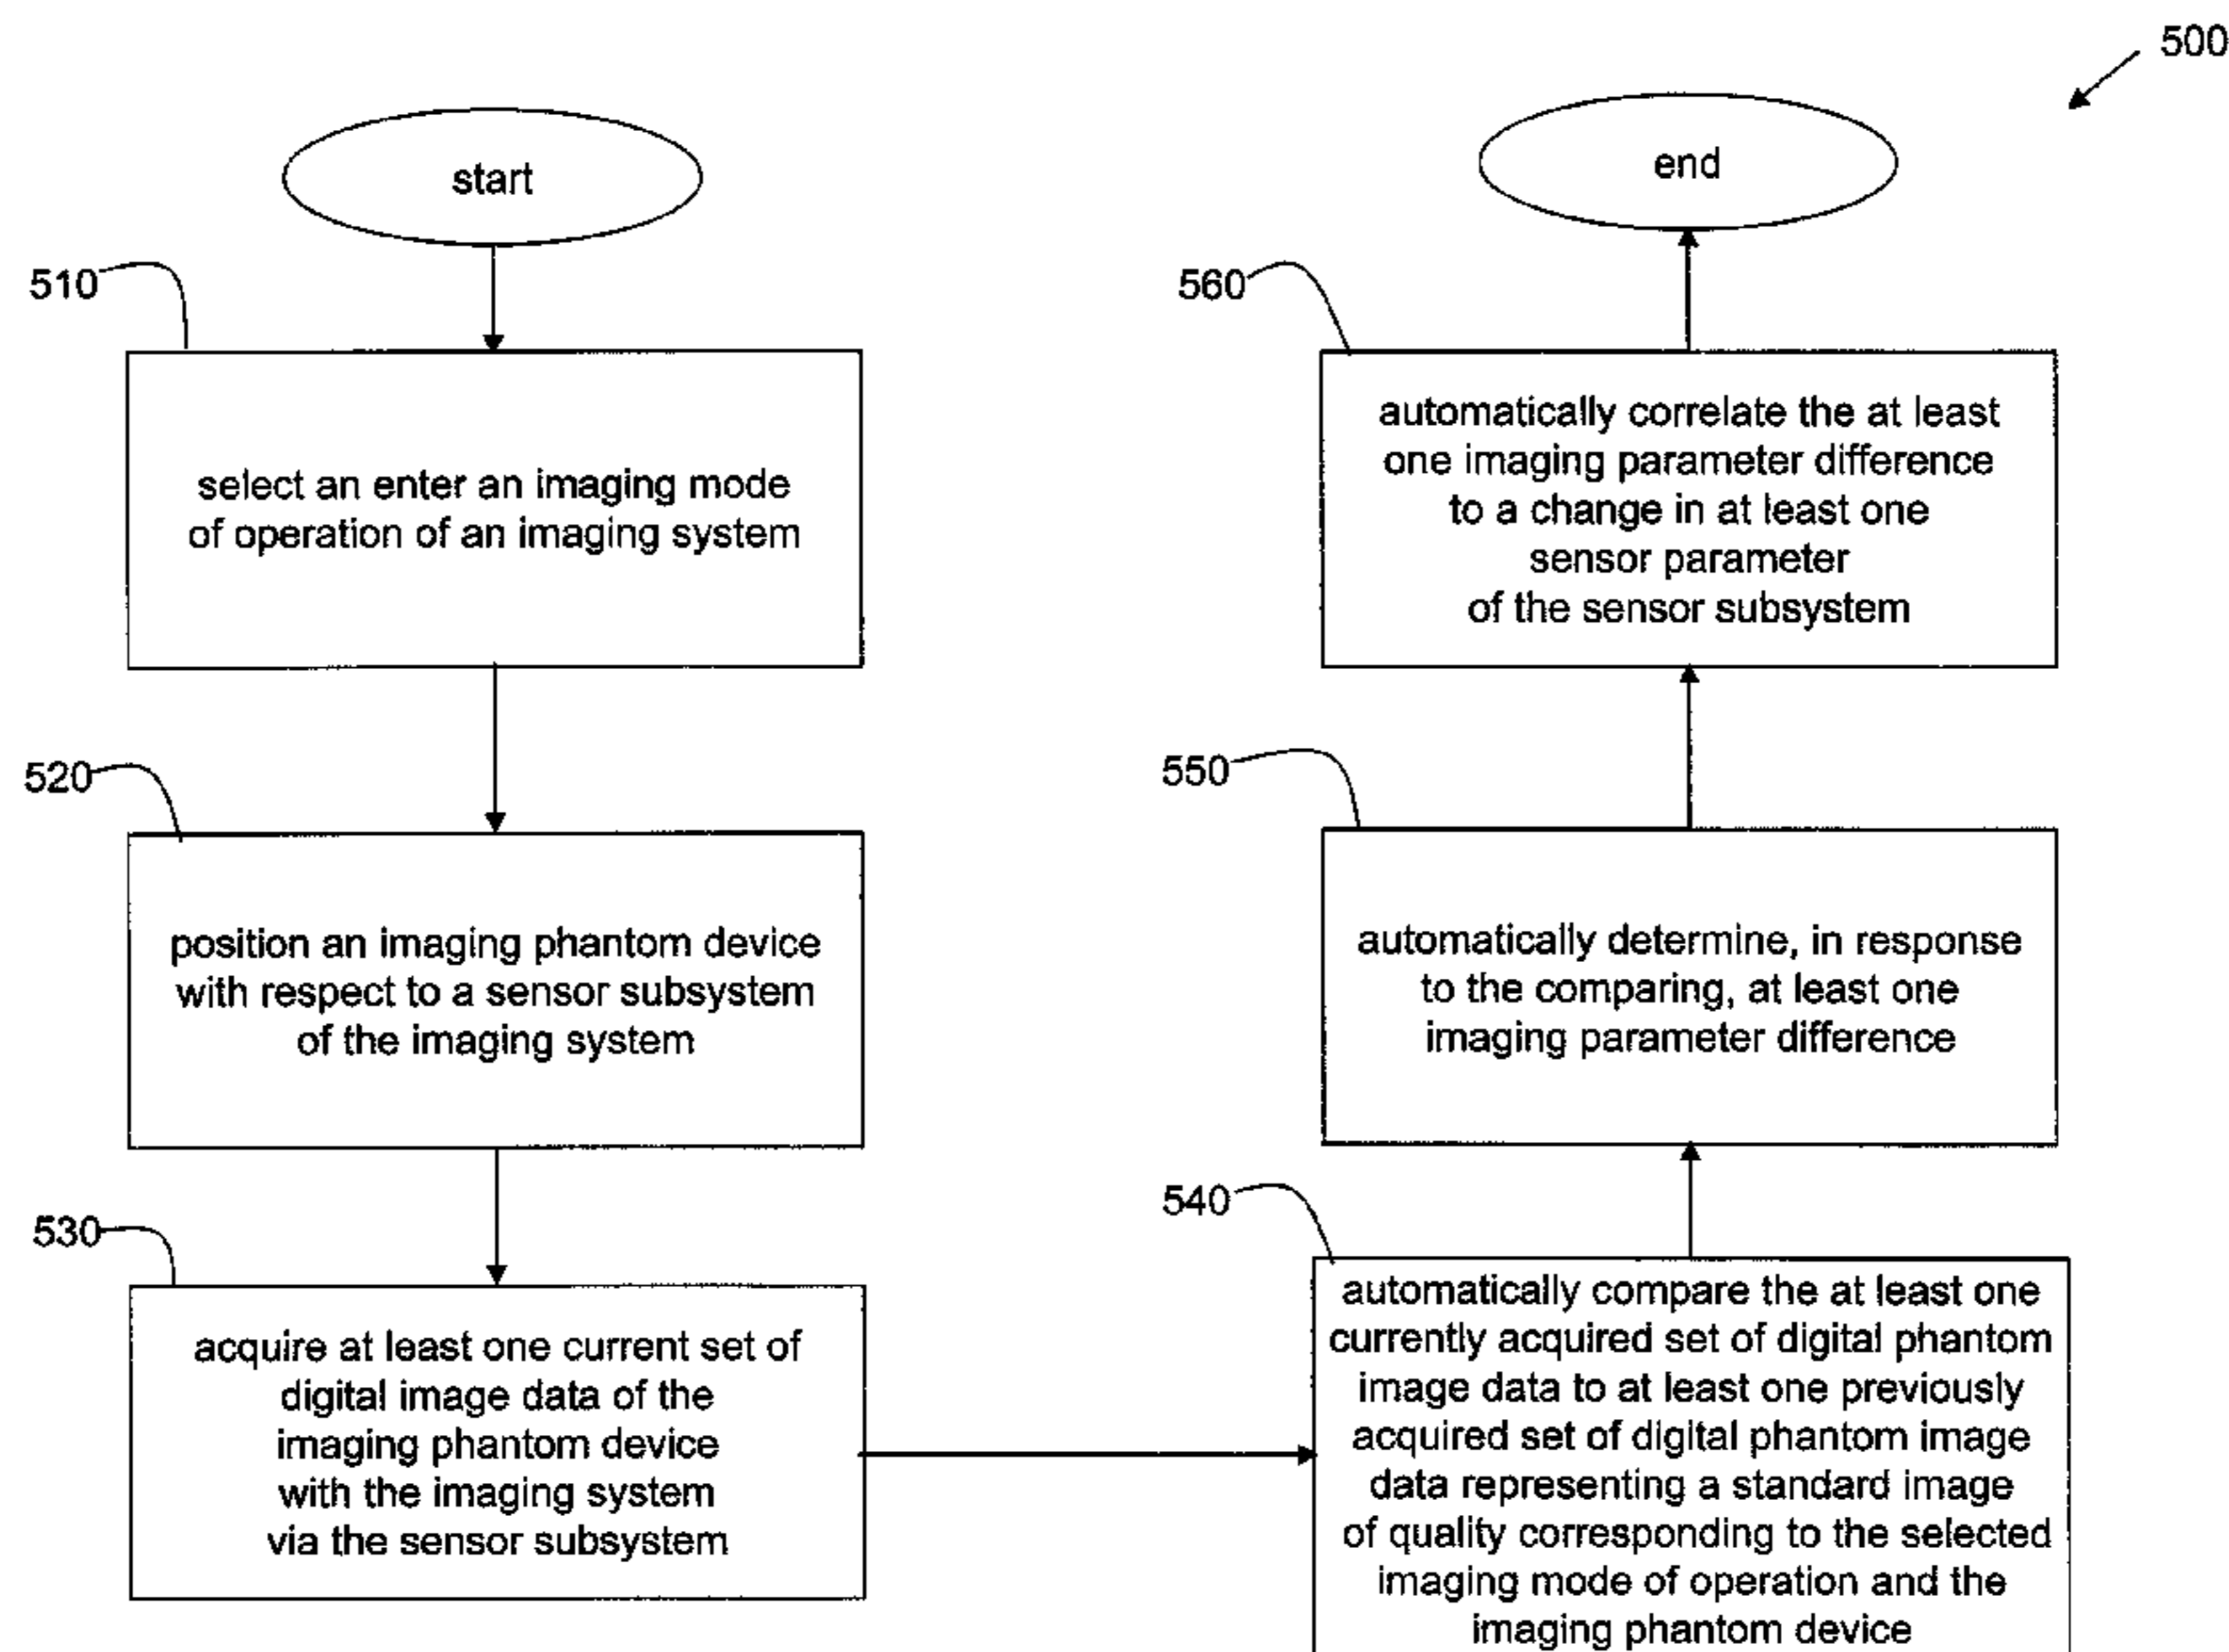 500
start
510
select an enter an imaging mode
of operation of an imaging system
520
position an imaging phantom device
with respect to a sensor subsystem
of the imaging system
530
acquire at least one current set of
digital image data of the
imaging phantom device
with the imaging system
via the sensor subsystem
540
automatically compare the at least one
currently acquired set of digital phantom
image data to at least one previously
acquired set of digital phantom image
data representing a standard image
of quality corresponding to the selected
imaging mode of operation and the
imaging phantom device
550
automatically determine, in response
to the comparing, at least one
imaging parameter difference
560
automatically correlate the at least
one imaging parameter difference
to a change in at least one
sensor parameter
of the sensor subsystem
end